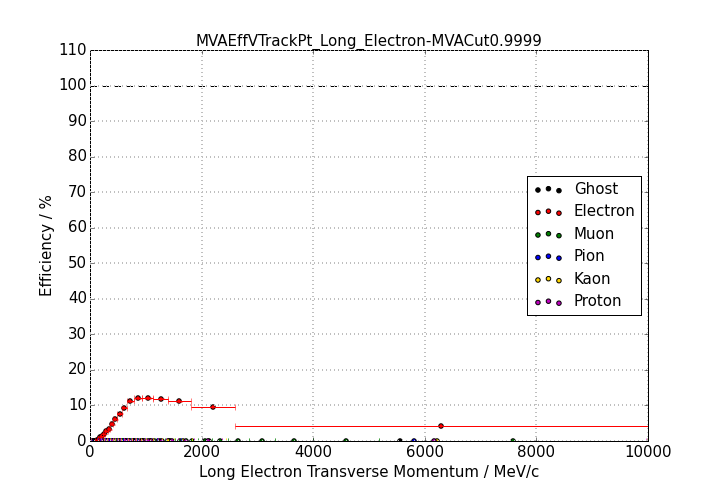 MVAEffVTrackPt_Long_Electron-MVACut0.9999
110
100
90
80
70
60
50
40
30
20
10
0
Efficiency / %
Ghost
Electron
Muon
Pion
Kaon
Proton
0 2000 4000 6000 8000 10000
Long Electron Transverse Momentum / MeV/c